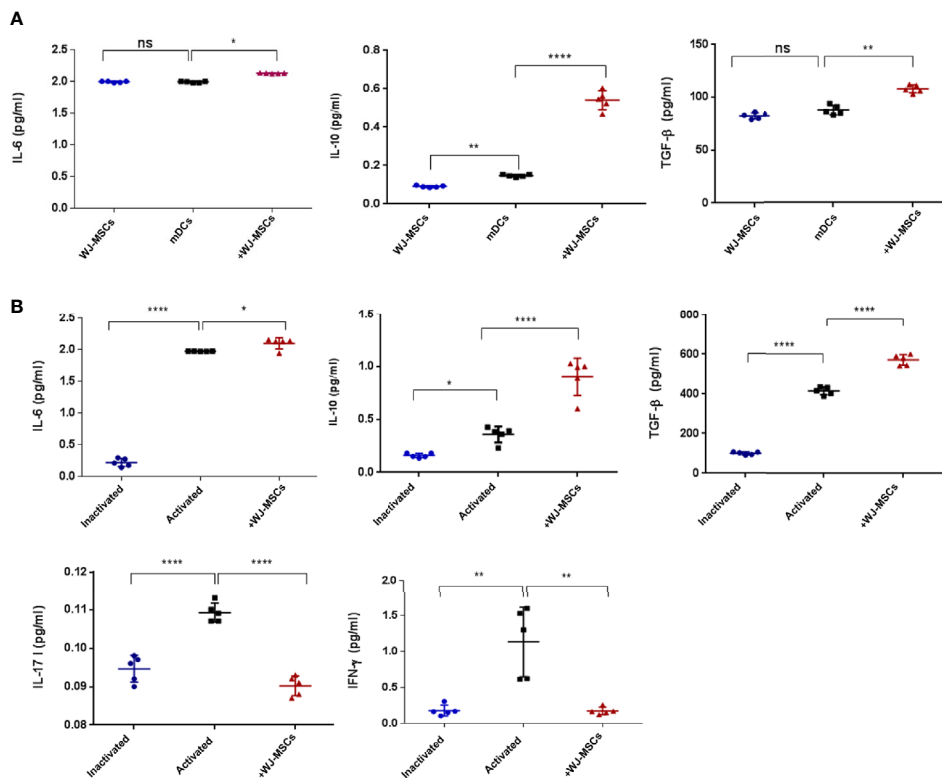 A
ns
*
IL-6 (pg/ml)
2.5
2.0
1.5
1.0
0.5
0.0
WJ-MSCs
mDCs
+WJ-MSCs
**
****
IL-10 (pg/ml)
0.8
0.6
0.4
0.2
0.0
WJ-MSCs
mDCs
+WJ-MSCs
ns
**
TGF-β (pg/ml)
150
100
50
0
WJ-MSCs
mDCs
+WJ-MSCs
B
****
*
IL-6 (pg/ml)
2.5
2.0
1.5
1.0
0.5
0.0
Inactivated
Activated
+WJ-MSCs
*
****
IL-10 (pg/ml)
1.5
1.0
0.5
0.0
Inactivated
Activated
+WJ-MSCs
****
****
TGF-β (pg/ml)
800
600
400
200
0
Inactivated
Activated
+WJ-MSCs
****
****
IL-17 I (pg/ml)
0.12
0.11
0.10
0.09
0.08
Inactivated
Activated
+WJ-MSCs
**
**
IFN-γ (pg/ml)
2.0
1.5
1.0
0.5
0.0
Inactivated
Activated
+WJ-MSCs